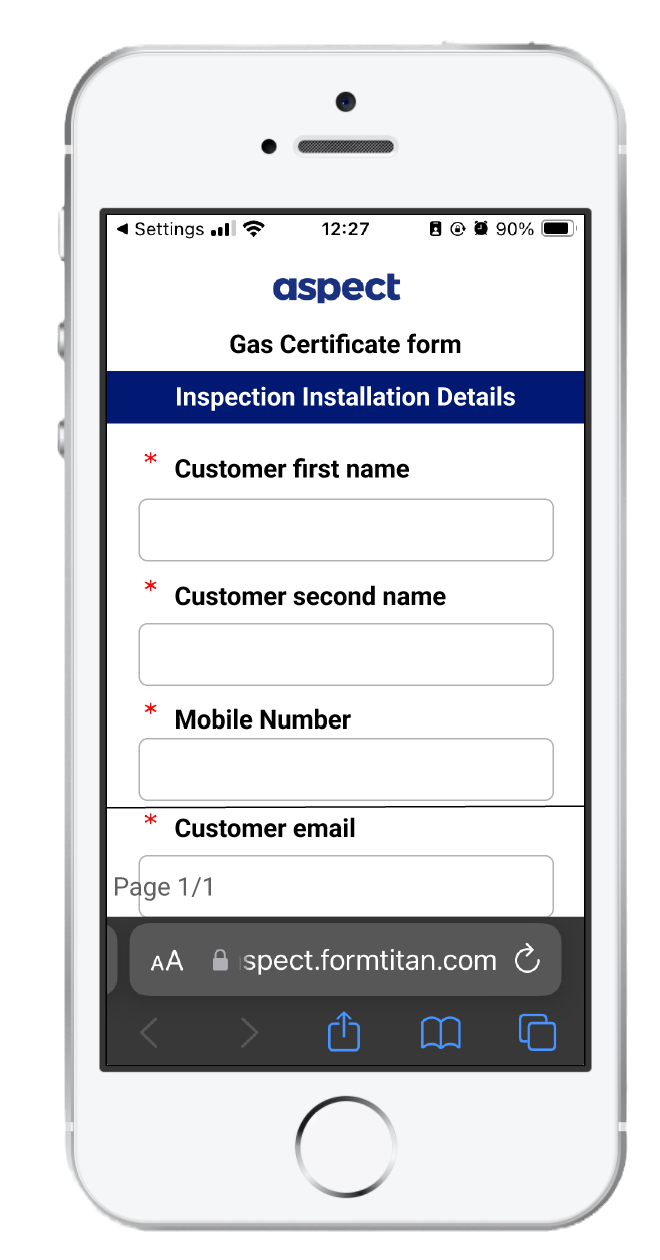 Settings 12:27 90%
aspect
Gas Certificate form
Inspection Installation Details
* Customer first name
* Customer second name
* Mobile Number
* Customer email
Page 1/1
AA spect.formtitan.com